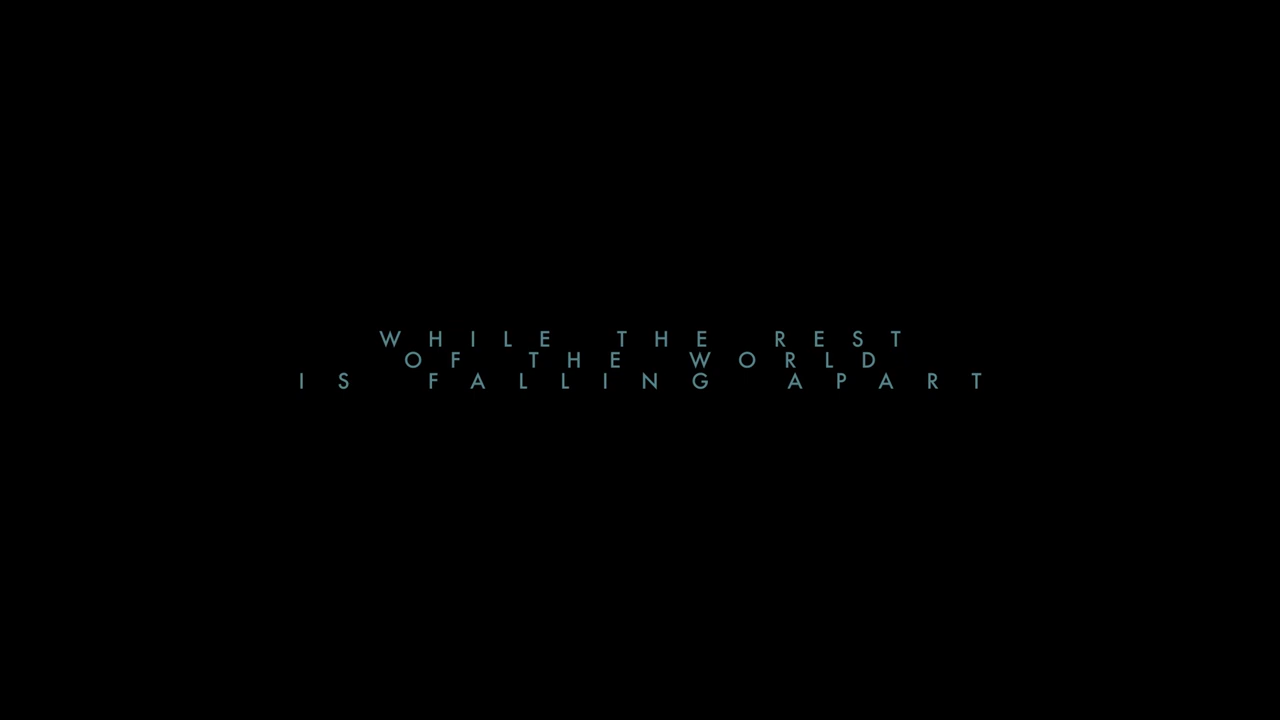 WHILE THE REST
OF THE WORLD
IS FALLING APART